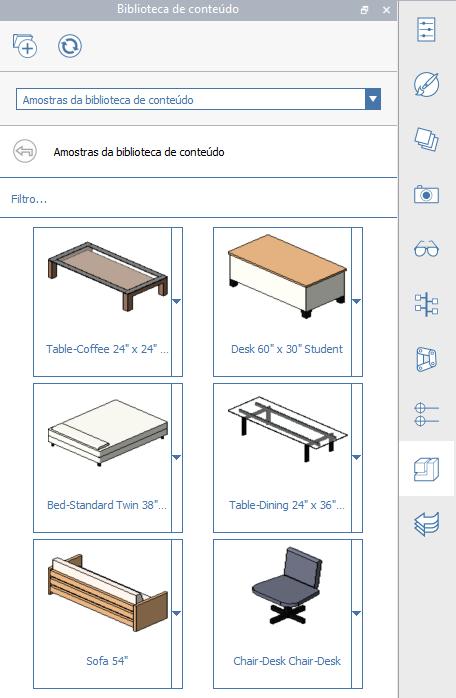 Biblioteca de conteúdo
Amostras da biblioteca de conteúdo
Amostras da biblioteca de conteúdo
Filtro...
Table-Coffee 24" x 24" ...
Desk 60" x 30" Student
Bed-Standard Twin 38"...
Table-Dining 24" x 36"...
Sofa 54"
Chair-Desk Chair-Desk